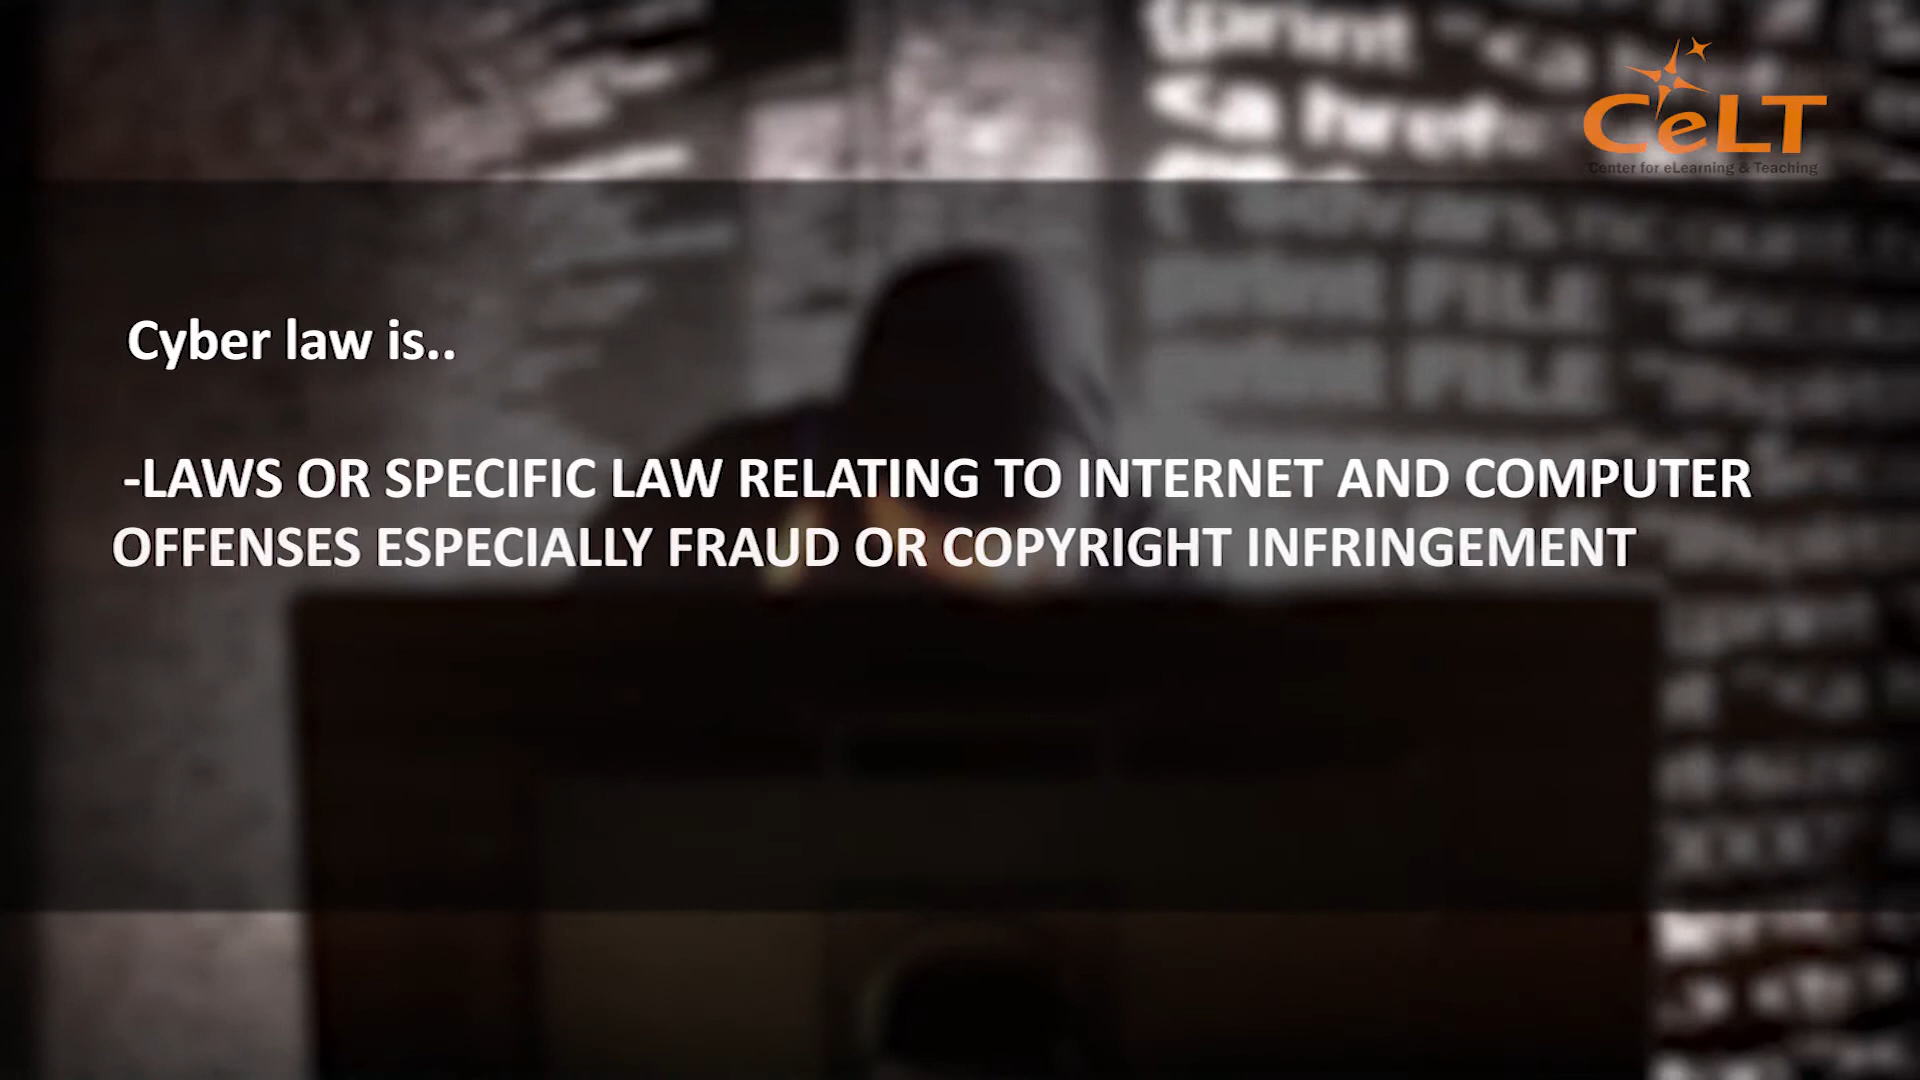 CeLT
Center for eLearning & Teaching
Cyber law is..
-LAWS OR SPECIFIC LAW RELATING TO INTERNET AND COMPUTER
OFFENSES ESPECIALLY FRAUD OR COPYRIGHT INFRINGEMENT